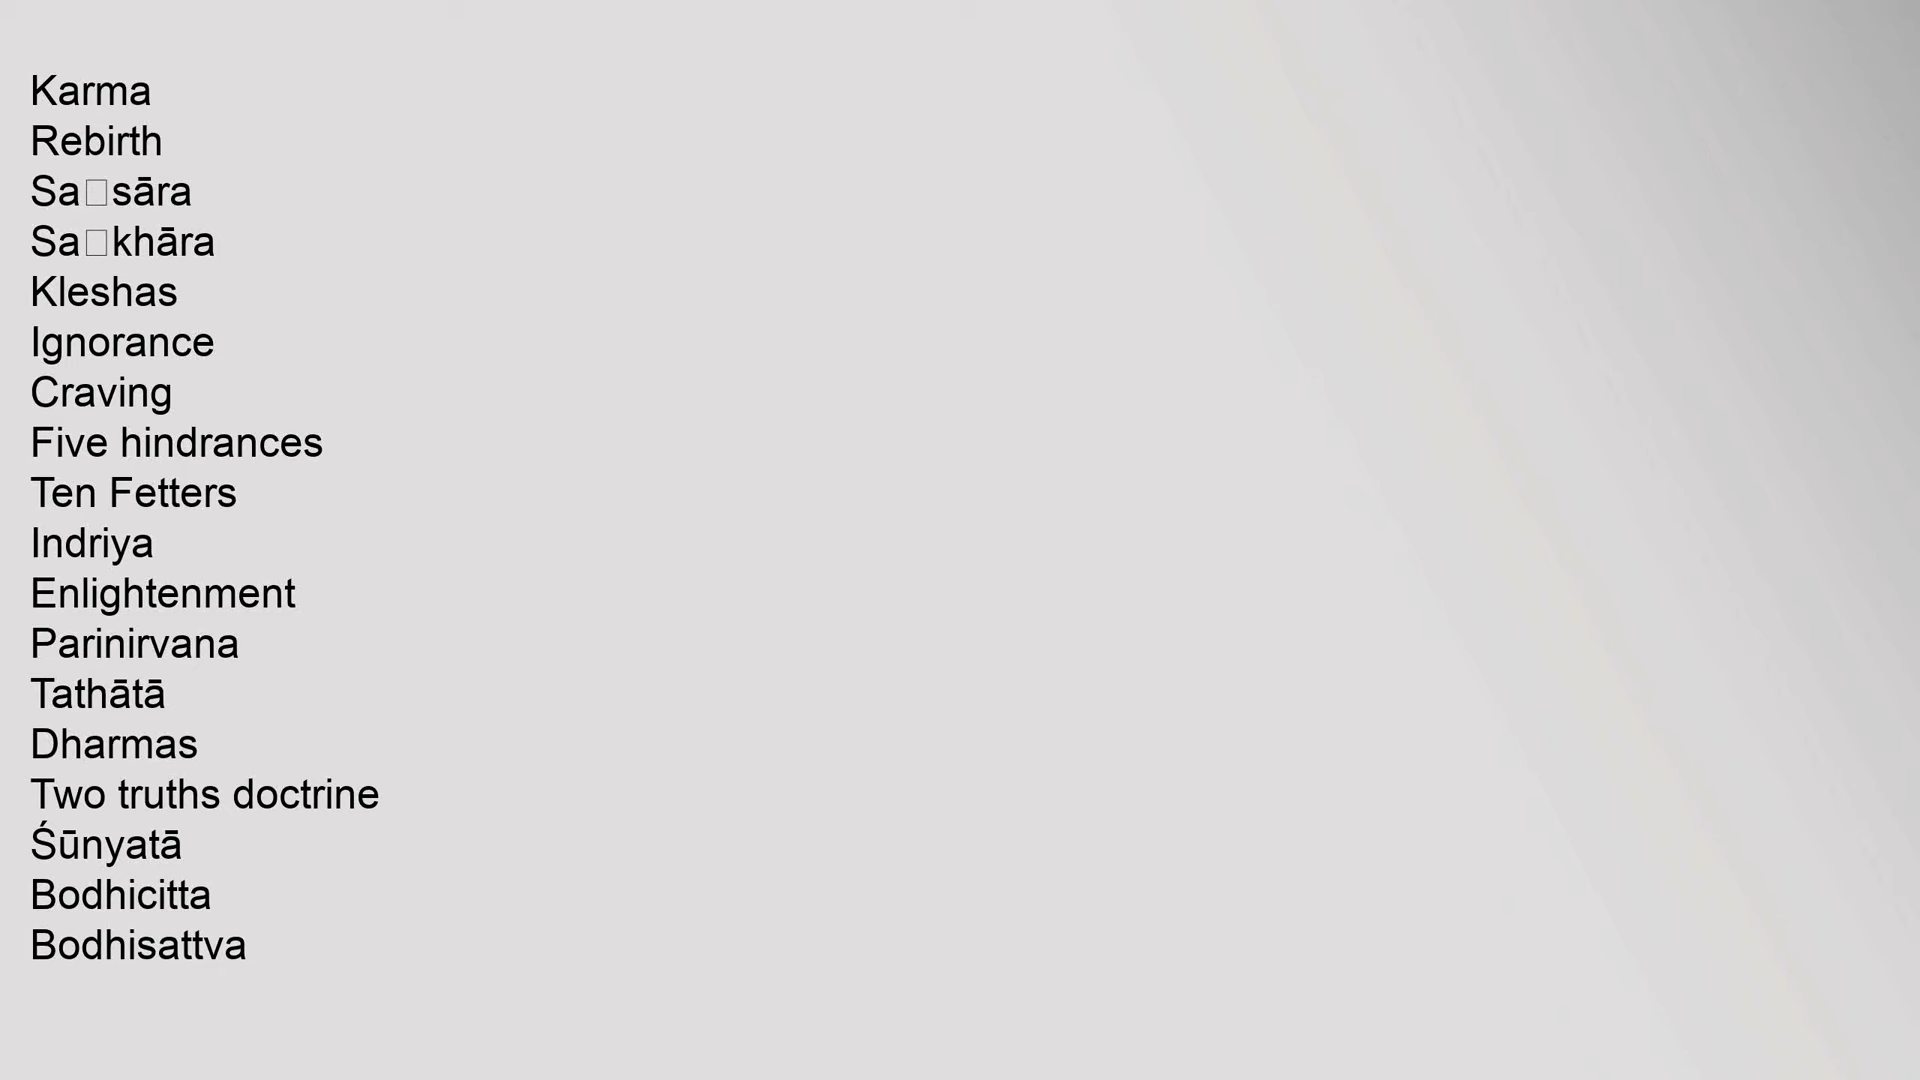 Karma
Rebirth
Sa□sāra
Sa□khāra
Kleshas
Ignorance
Craving
Five hindrances
Ten Fetters
Indriya
Enlightenment
Parinirvana
Tathātā
Dharmas
Two truths doctrine
Śūnyatā
Bodhicitta
Bodhisattva